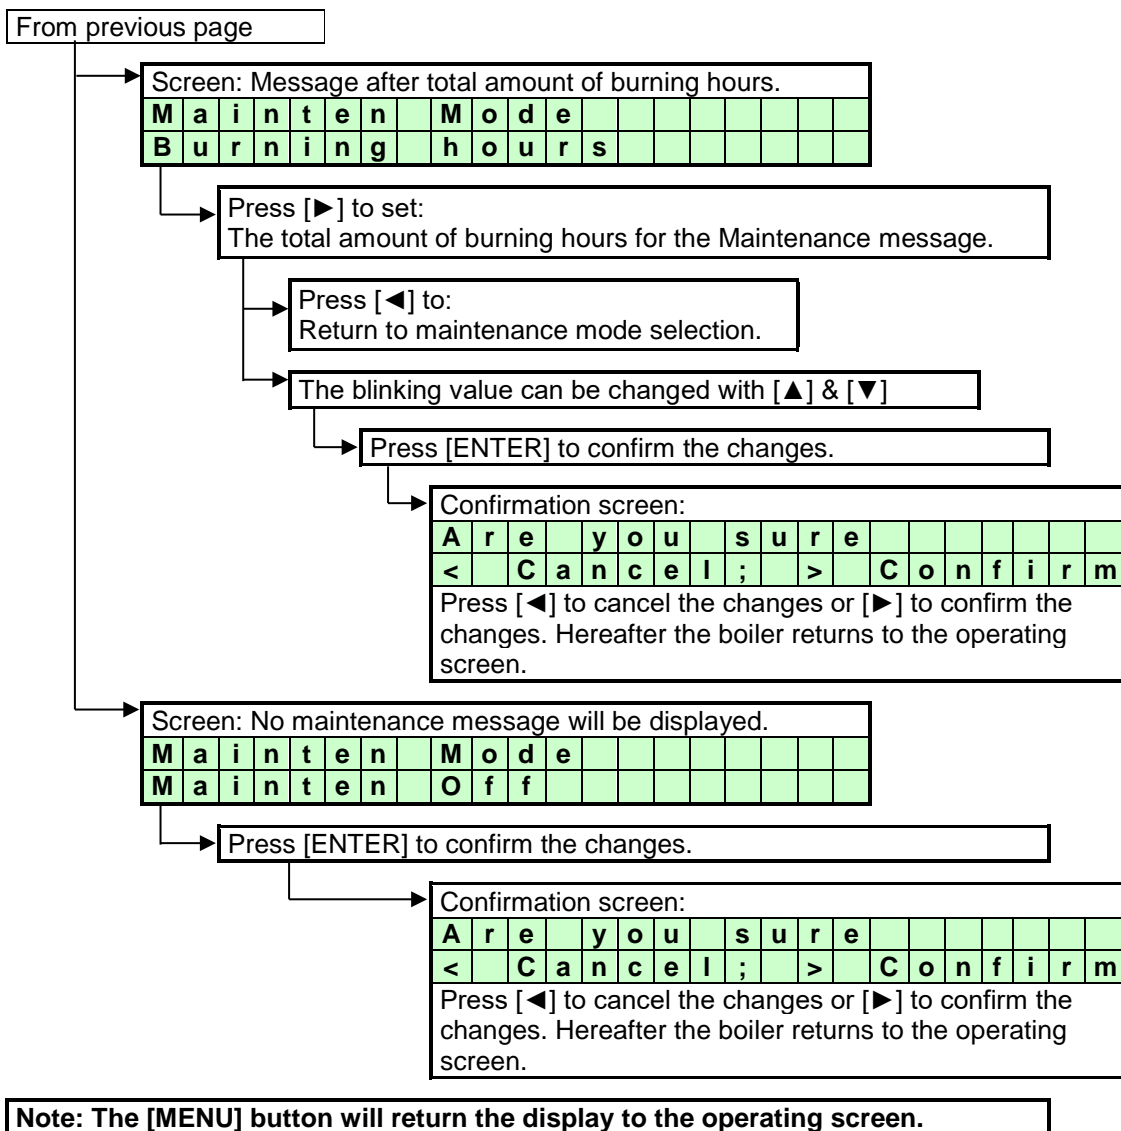 From previous page
Screen: Message after total amount of burning hours.
Mainten Mode
Burning hours
Press [►] to set:
The total amount of burning hours for the Maintenance message.
Press [◄] to:
Return to maintenance mode selection.
The blinking value can be changed with [▲] & [▼]
Press [ENTER] to confirm the changes.
Confirmation screen:
Are you sure
< Cancel; > Confirm
Press [◄] to cancel the changes or [►] to confirm the
changes. Hereafter the boiler returns to the operating
screen.
Screen: No maintenance message will be displayed.
Mainten Mode
Mainten Off
Press [ENTER] to confirm the changes.
Confirmation screen:
Are you sure
< Cancel; > Confirm
Press [◄] to cancel the changes or [►] to confirm the
changes. Hereafter the boiler returns to the operating
screen.
Note: The [MENU] button will return the display to the operating screen.